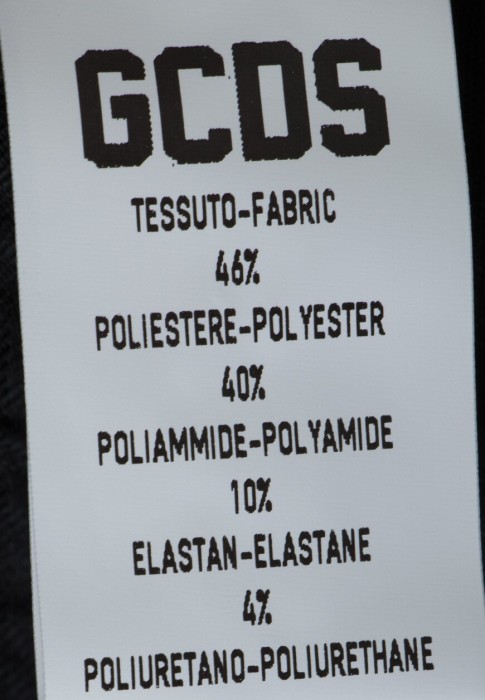 GCDS
TESSUTO-FABRIC
46%
POLIESTERE-POLYESTER
40%
POLIAMMIDE-POLYAMIDE
10%
ELASTAN-ELASTANE
4%
POLIURETANO-POLIURETHANE